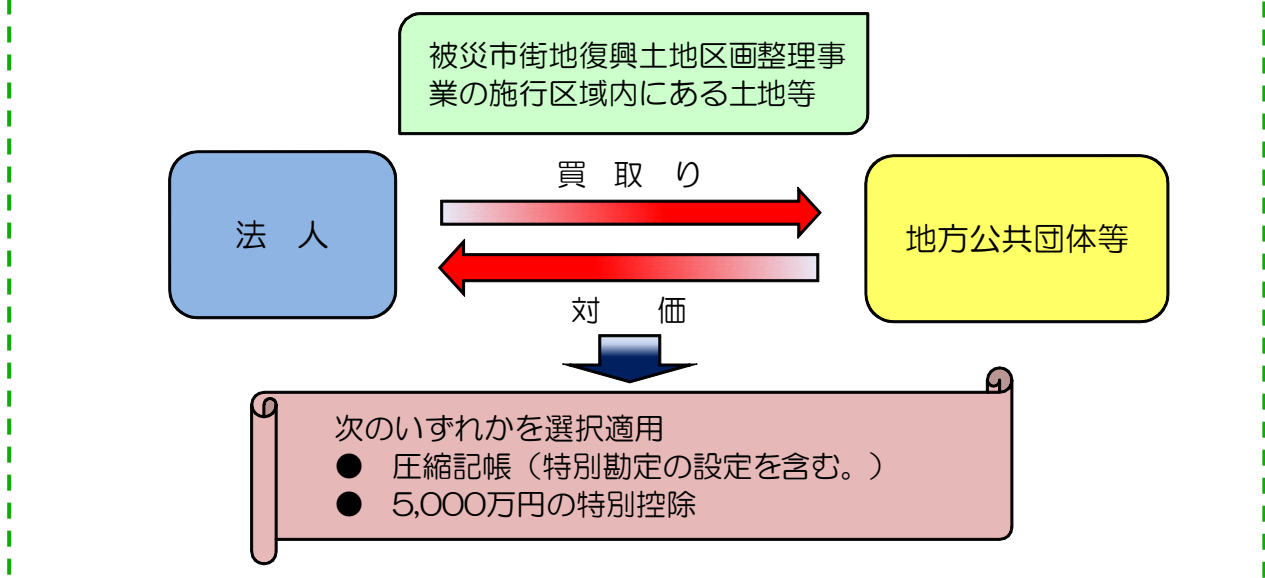 被災市街地復興土地区画整理事
業の施行区域内にある土地等
買　取　り
法　人
地方公共団体等
対　　価
次のいずれかを選択適用
●　圧縮記帳（特別勘定の設定を含む。）
●　5,000万円の特別控除